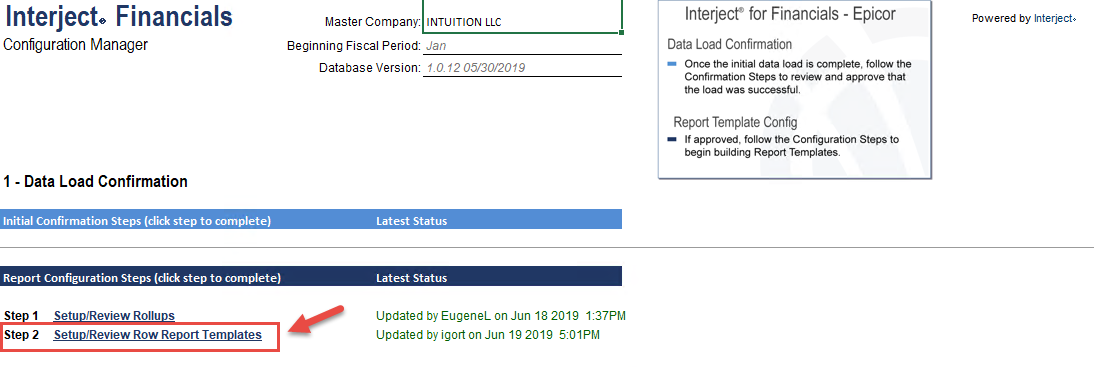 Interject Financials
Configuration Manager
Master Company: INTUITION LLC
Beginning Fiscal Period: Jan
Database Version: 1.0.12 05/30/2019
Interject® for Financials - Epicor
Data Load Confirmation
Once the initial data load is complete, follow the
Confirmation Steps to review and approve that
the load was successful.
Report Template Config
If approved, follow the Configuration Steps to
begin building Report Templates.
Powered by Interject
1 - Data Load Confirmation
Initial Confirmation Steps (click step to complete) Latest Status
Report Configuration Steps (click step to complete) Latest Status
Step 1 Setup/Review Rollups Updated by EugeneL on Jun 18 2019 1:37PM
Step 2 Setup/Review Row Report Templates Updated by igort on Jun 19 2019 5:01PM